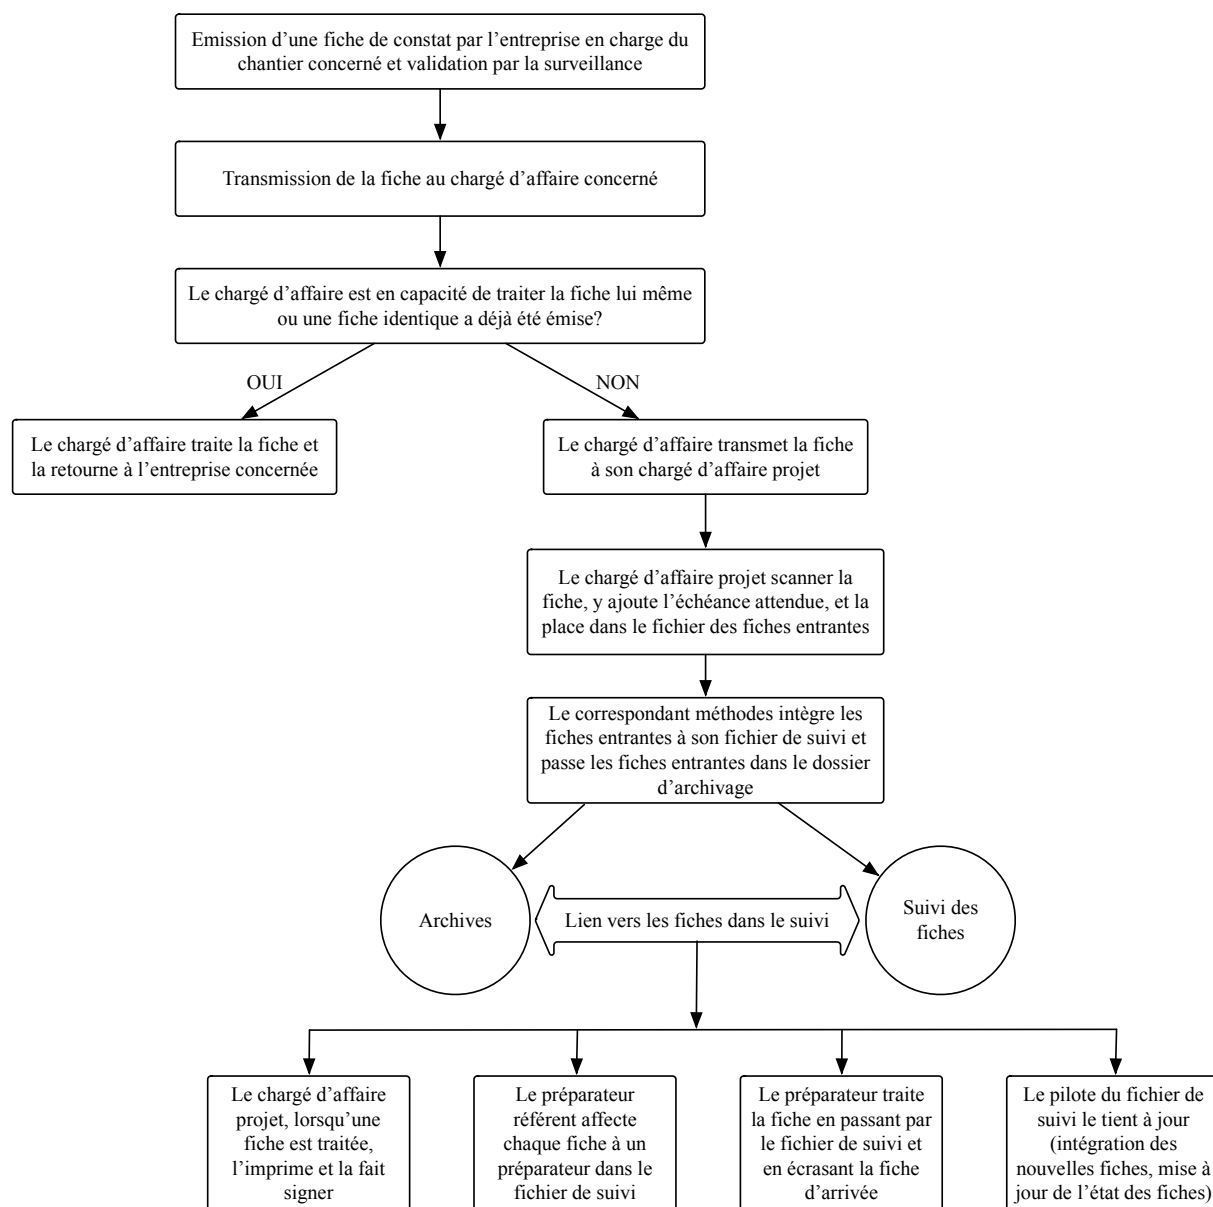 Emission d’une fiche de constat par l’entreprise en charge du
chantier concerné et validation par la surveillance
Transmission de la fiche au chargé d’affaire concerné
Le chargé d’affaire est en capacité de traiter la fiche lui même
ou une fiche identique a déjà été émise?
OUI
NON
Le chargé d’affaire traite la fiche et
la retourne à l’entreprise concernée
Le chargé d’affaire transmet la fiche
à son chargé d’affaire projet
Le chargé d’affaire projet scanner la
fiche, y ajoute l’échéance attendue, et la
place dans le fichier des fiches entrantes
Le correspondant méthodes intègre les
fiches entrantes à son fichier de suivi et
passe les fiches entrantes dans le dossier
d’archivage
Archives
Lien vers les fiches dans le suivi
Suivi des
fiches
Le chargé d’affaire
projet, lorsqu’une
fiche est traitée,
l’imprime et la fait
signer
Le préparateur
référent affecte
chaque fiche à un
préparateur dans le
fichier de suivi
Le préparateur traite
la fiche en passant par
le fichier de suivi et
en écrasant la fiche
d’arrivée
Le pilote du fichier de
suivi le tient à jour
(intégration des
nouvelles fiches, mise à
jour de l’état des fiches)